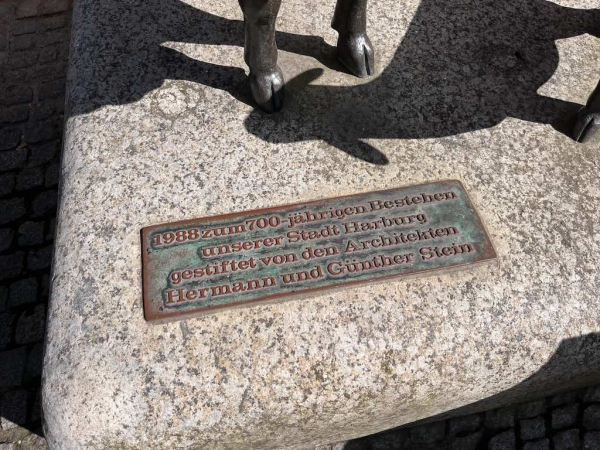 1988 zum 700-jährigen Bestehen
unserer Stadt Harburg
gestiftet von den Architekten
Hermann und Günther Stein